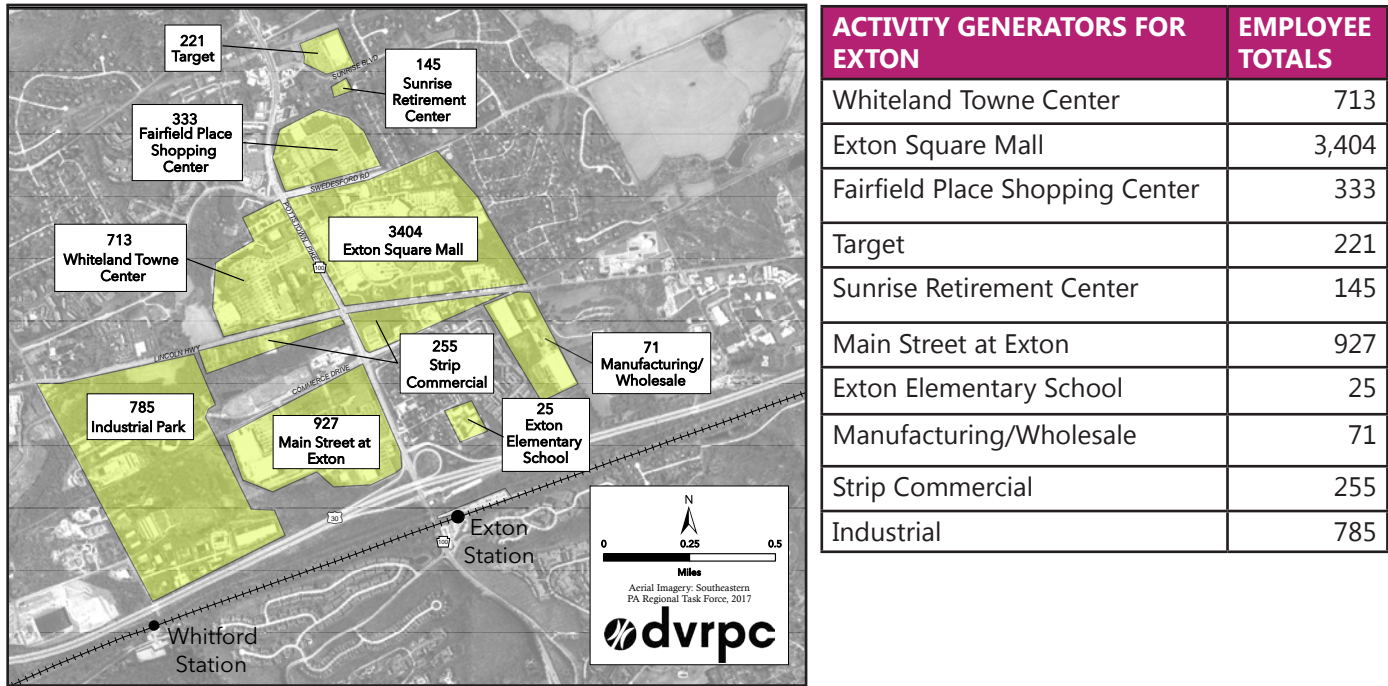 221
Target
SUNRISE BLVD
145
Sunrise
Retirement
Center
333
Fairfield Place
Shopping
Center
SWEDESFORD RD
POTTSTOWN PIKE
3404
Exton Square Mall
713
Whiteland Towne
Center
100
LINCOLN HWY
255
Strip
Commercial
71
Manufacturing/
Wholesale
COMMERCE DRIVE
785
Industrial Park
927
Main Street at
Exton
25
Exton
Elementary
School
30
100
Exton
Station
Whitford
Station
N
0 0.25 0.5
Miles
Aerial Imagery: Southeastern
PA Regional Task Force, 2017
dvrpc
ACTIVITY GENERATORS FOR
EXTON
EMPLOYEE
TOTALS
Whiteland Towne Center 713
Exton Square Mall 3,404
Fairfield Place Shopping Center 333
Target 221
Sunrise Retirement Center 145
Main Street at Exton 927
Exton Elementary School 25
Manufacturing/Wholesale 71
Strip Commercial 255
Industrial 785